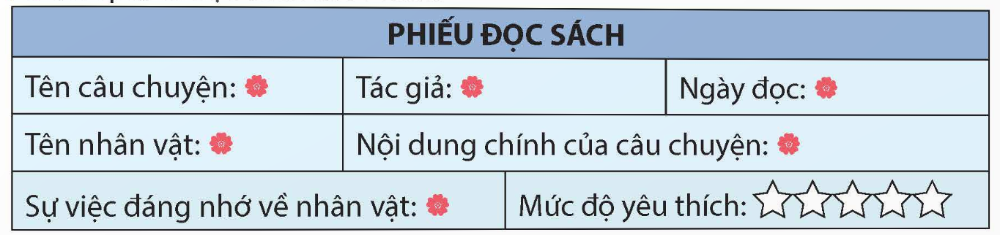 PHIẾU ĐỌC SÁCH
Tên câu chuyện:
Tác giả:
Ngày đọc:
Tên nhân vật:
Nội dung chính của câu chuyện:
Sự việc đáng nhớ về nhân vật:
Mức độ yêu thích: